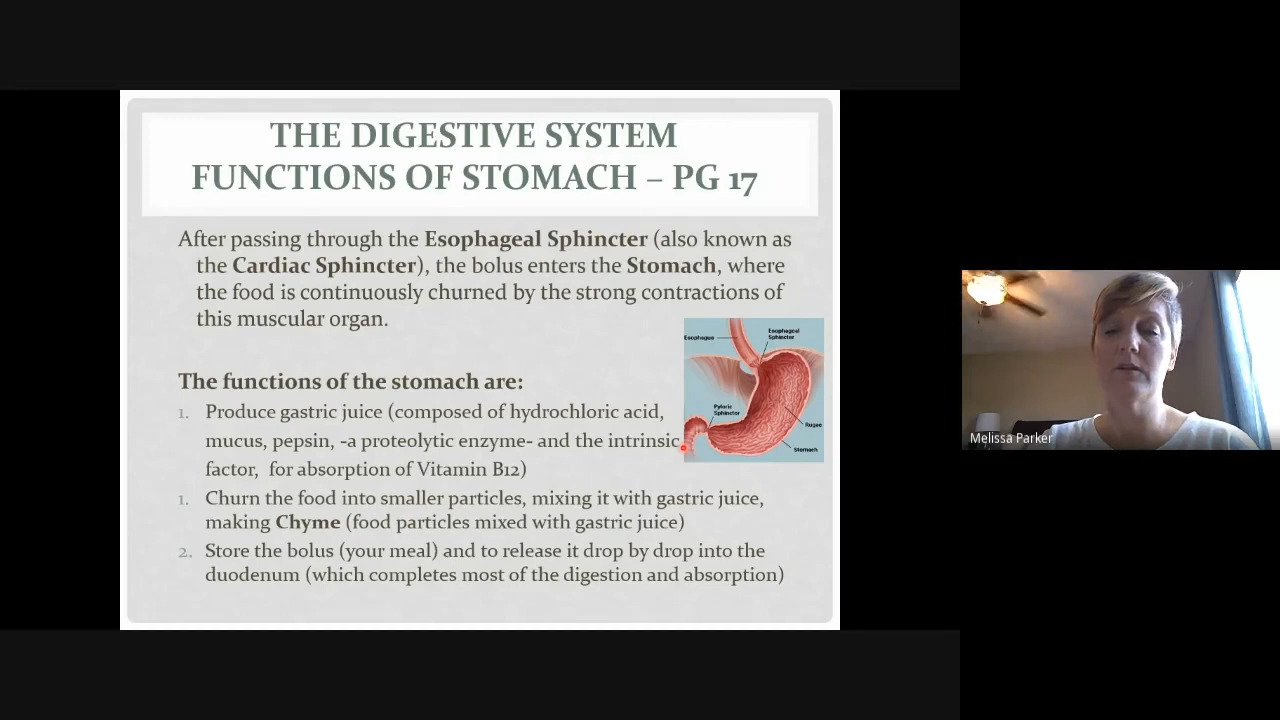 THE DIGESTIVE SYSTEM
FUNCTIONS OF STOMACH – PG 17
After passing through the Esophageal Sphincter (also known as
the Cardiac Sphincter), the bolus enters the Stomach, where
the food is continuously churned by the strong contractions of
this muscular organ.
Esophagus
Esophageal
Sphincter
Pyloric
Sphincter
Rugae
Stomach
The functions of the stomach are:
1. Produce gastric juice (composed of hydrochloric acid,
mucus, pepsin, -a proteolytic enzyme- and the intrinsic
factor, for absorption of Vitamin B12)
1. Churn the food into smaller particles, mixing it with gastric juice,
making Chyme (food particles mixed with gastric juice)
2. Store the bolus (your meal) and to release it drop by drop into the
duodenum (which completes most of the digestion and absorption)
Melissa Parker